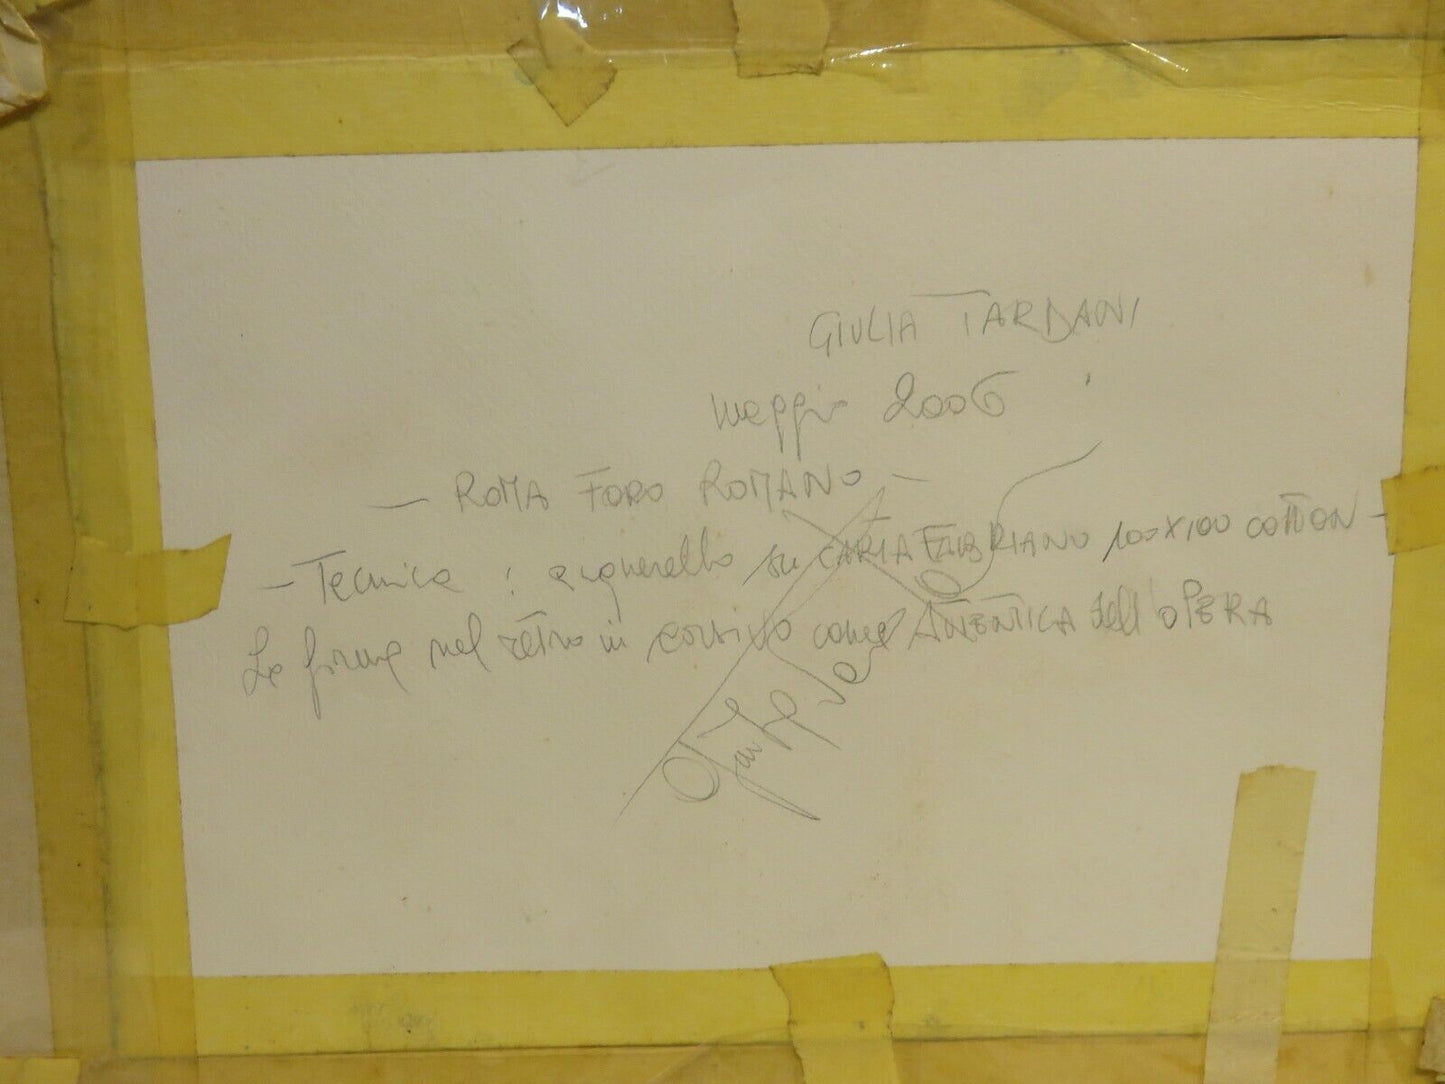 GIULIA TARDANI
maggio 2006
— ROMA FORO ROMANO —
— Tecnica : acquerello su CARTA FABRIANO 100X100 COTTON —
La firma nel retro in corsivo come AUTENTICA dell'OPERA